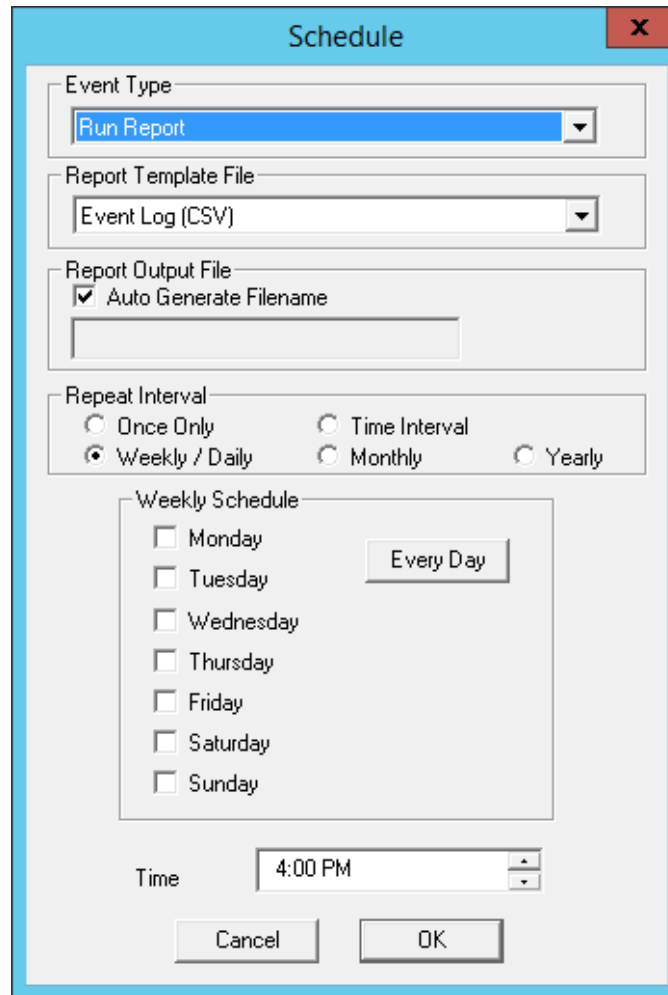 Schedule
x
Event Type
Run Report
Report Template File
Event Log (CSV)
Report Output File
Auto Generate Filename
Repeat Interval
Once Only
Time Interval
Weekly / Daily
Monthly
Yearly
Weekly Schedule
Monday
Every Day
Tuesday
Wednesday
Thursday
Friday
Saturday
Sunday
Time
4:00 PM
Cancel
OK